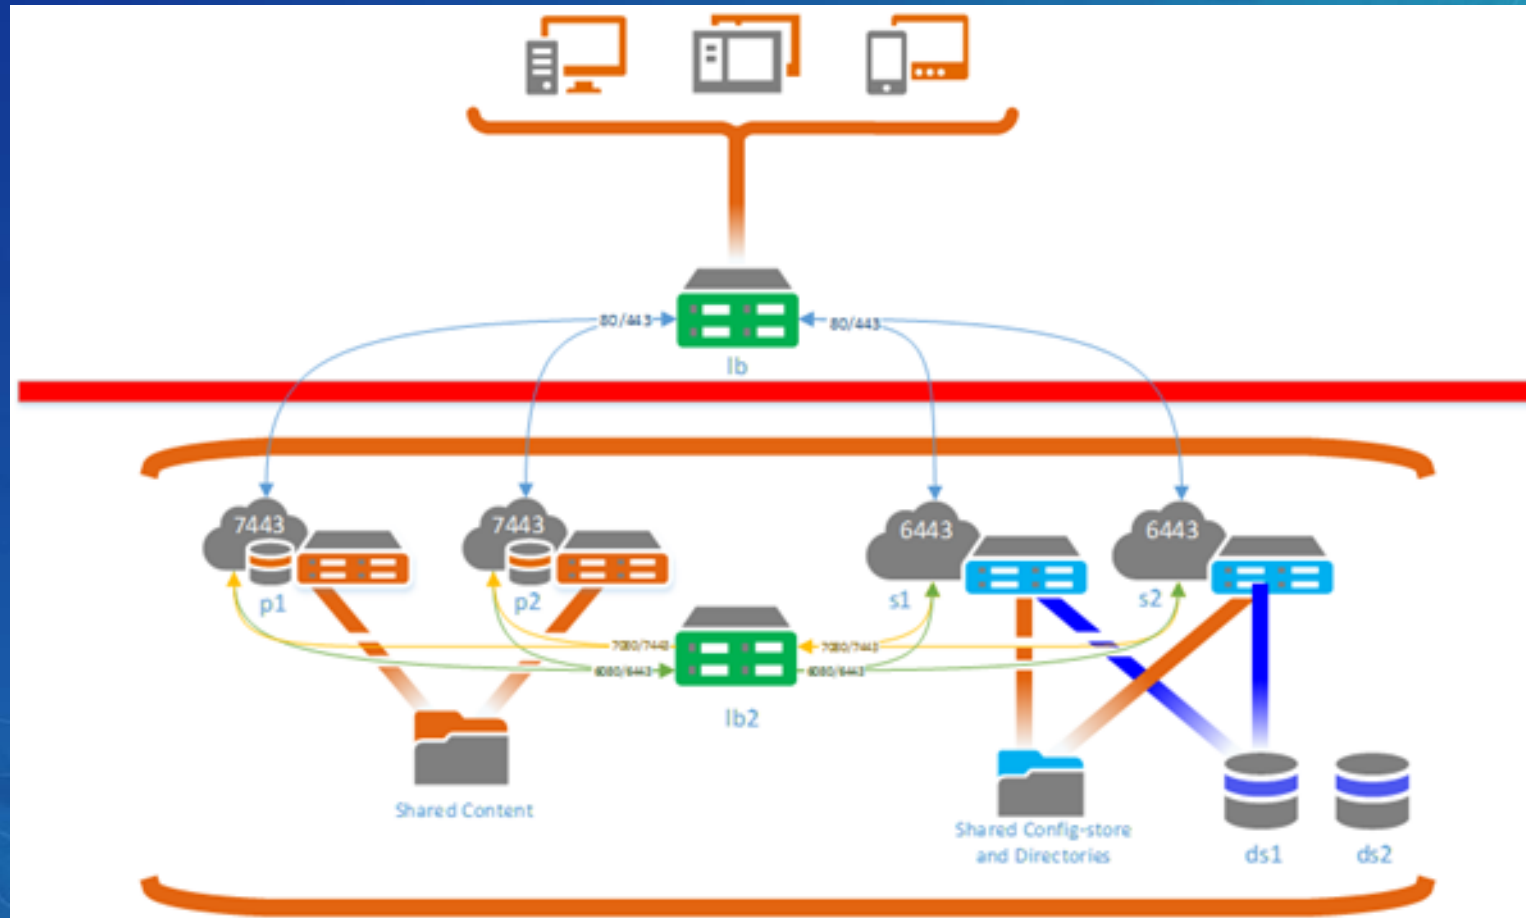 80/443
80/443
lb
7443
7443
6443
6443
p1
p2
s1
s2
7080/7443
7080/7443
6080/6443
6080/6443
lb2
Shared Content
Shared Config-store
and Directories
ds1
ds2